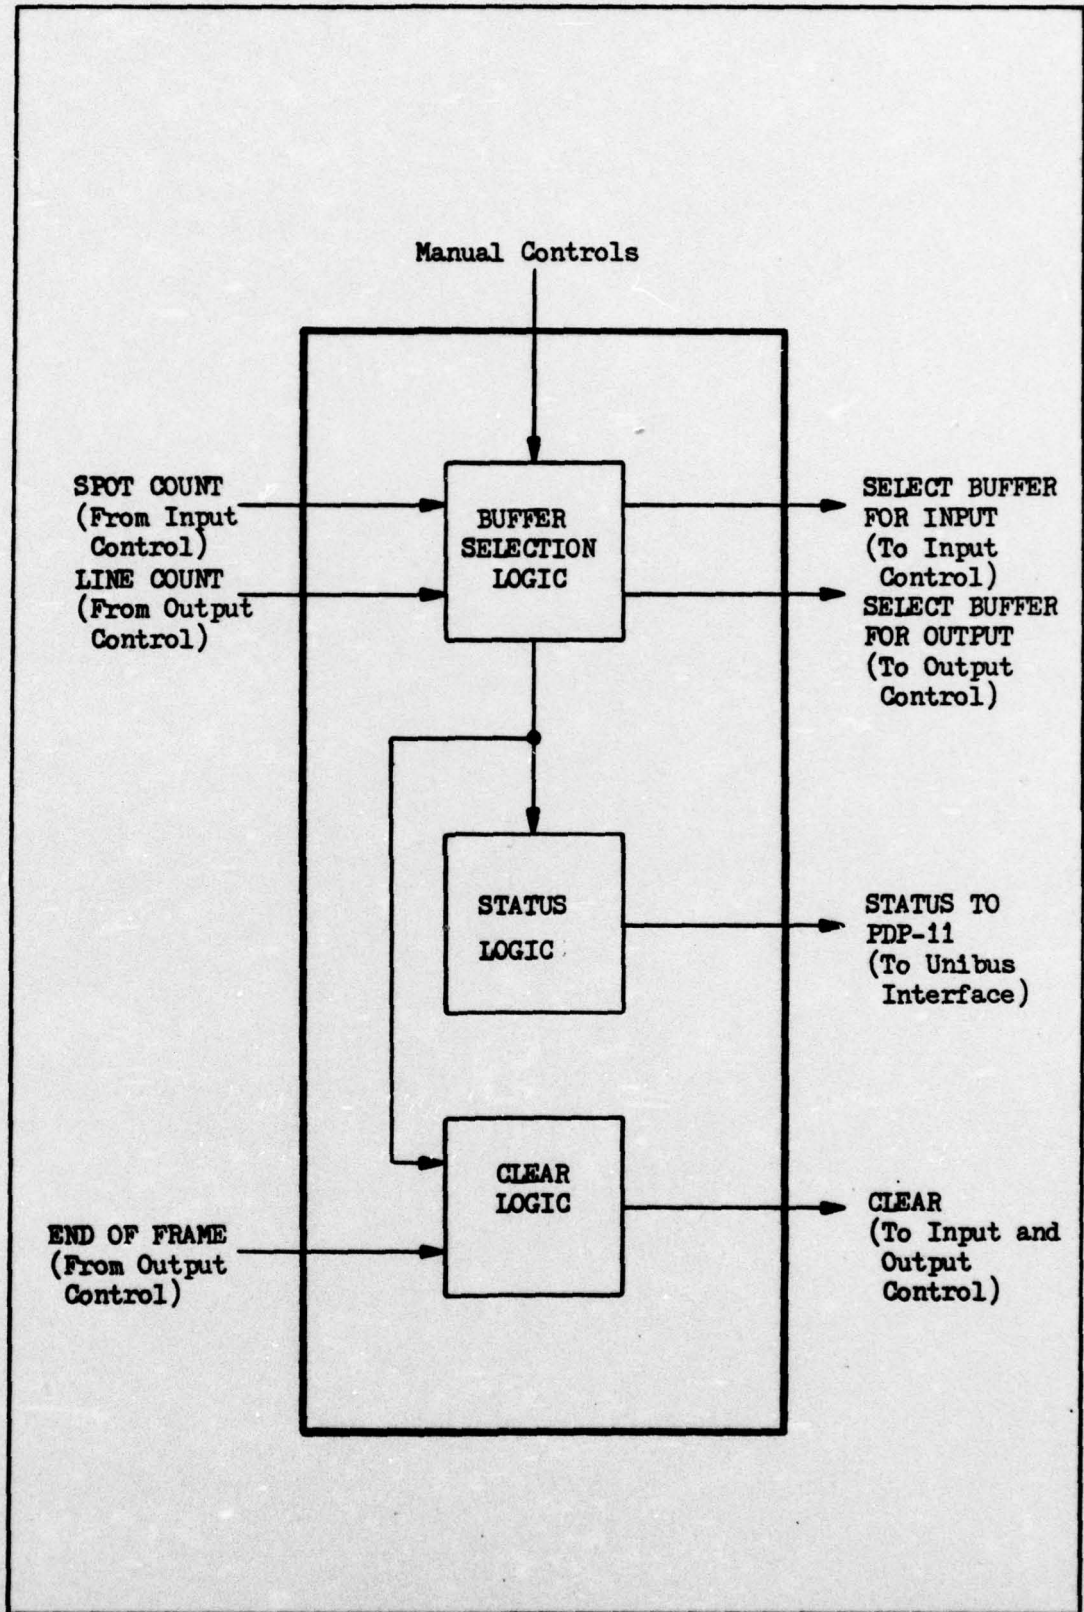 Manual Controls
SPOT COUNT
(From Input
Control)
LINE COUNT
(From Output
Control)
BUFFER
SELECTION
LOGIC
SELECT BUFFER
FOR INPUT
(To Input
Control)
SELECT BUFFER
FOR OUTPUT
(To Output
Control)
STATUS
LOGIC
STATUS TO
PDP-11
(To Unibus
Interface)
CLEAR
LOGIC
END OF FRAME
(From Output
Control)
CLEAR
(To Input and
Output
Control)